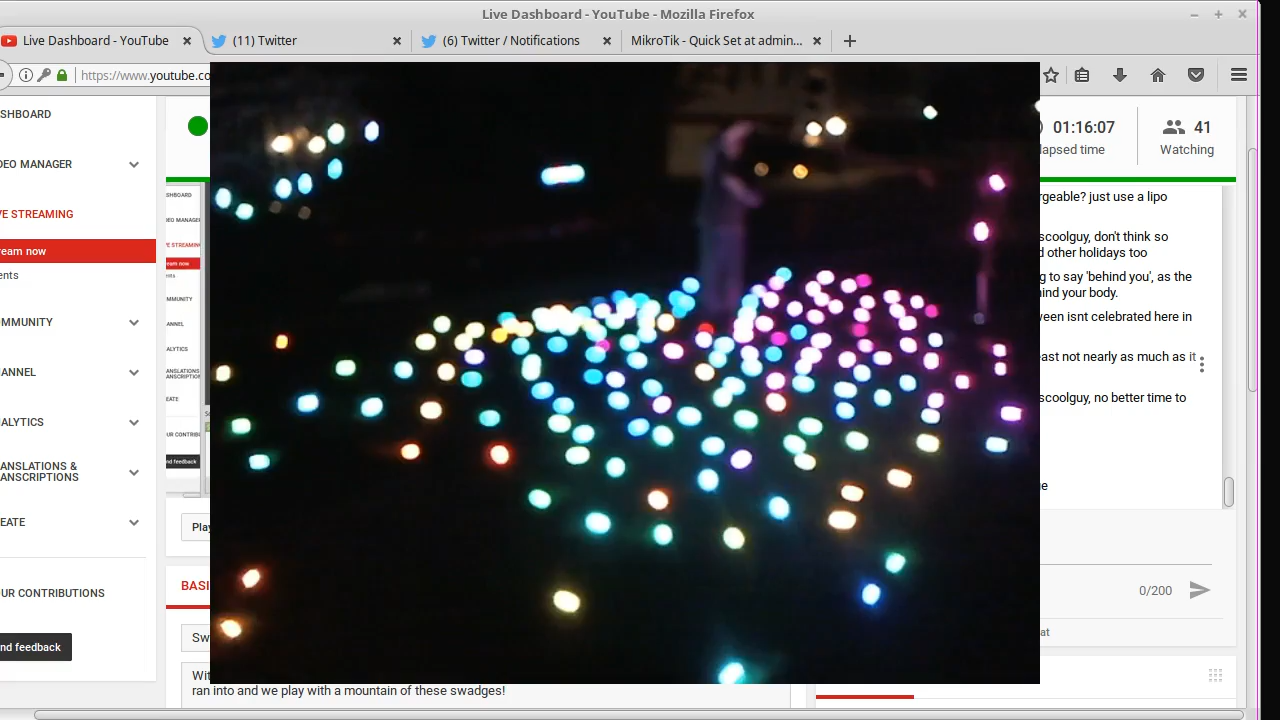 Live Dashboard - YouTube - Mozilla Firefox
Live Dashboard - YouTube
(11) Twitter
(6) Twitter / Notifications
MikroTik - Quick Set at admin...
https://www.youtube.co
SHBOARD
DEO MANAGER
VE STREAMING
ream now
ents
OMMUNITY
ANNEL
ALYTICS
ANSLATIONS &
ANSCRIPTIONS
EATE
OUR CONTRIBUTIONS
nd feedback
01:16:07
lapsed time
41
Watching
rgeable? just use a lipo
scoolguy, don't think so
d other holidays too
g to say 'behind you', as the
hind your body.
ween isnt celebrated here in
east not nearly as much as it
scoolguy, no better time to
0/200
at
Play
BASI
Sw
Wit
ran into and we play with a mountain of these swadges!